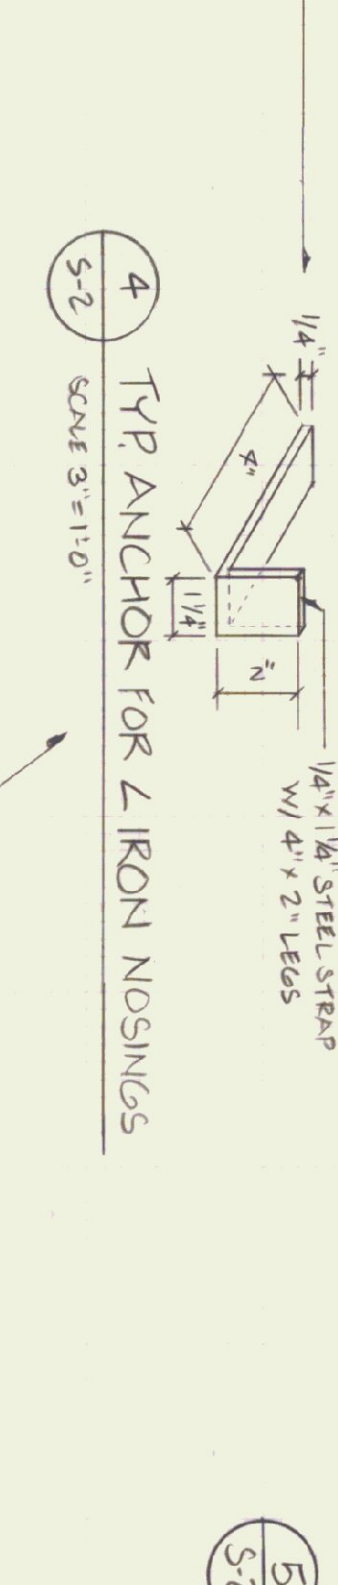 1/4"
4"
1 1/4"
2"
1/4" x 1 1/4" STEEL STRAP
W/ 4" x 2" LEGS
4
S-2
TYP. ANCHOR FOR L IRON NOSINGS
SCALE 3"=1'-0"
5